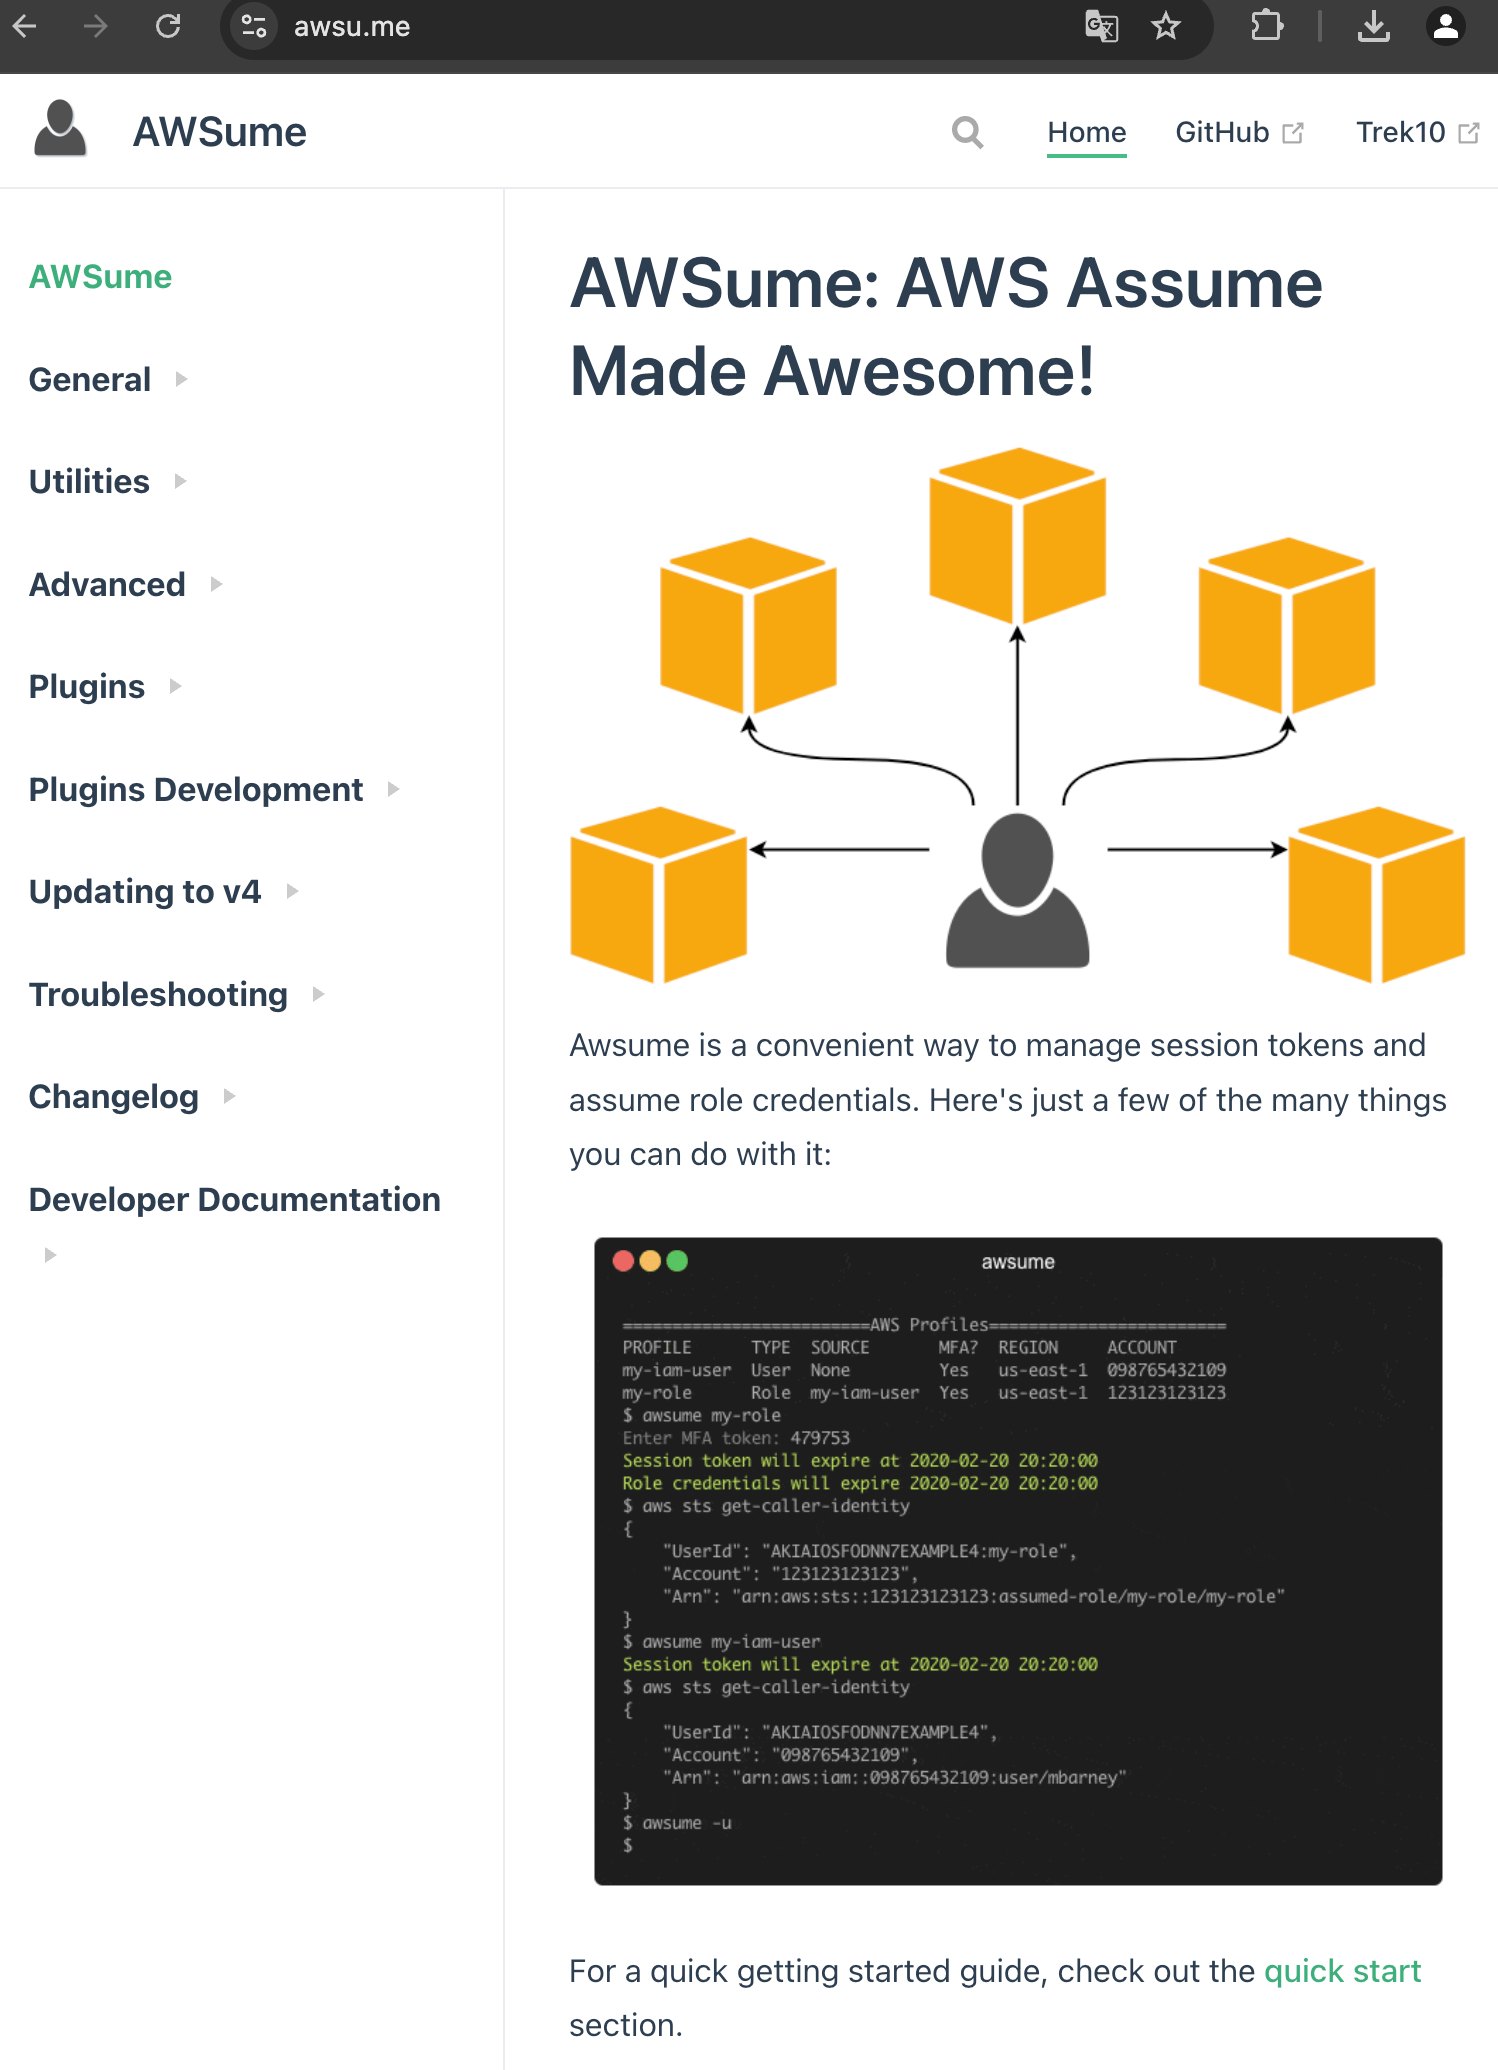 awsu.me
AWSume
Home
GitHub
Trek10
AWSume
General
Utilities
Advanced
Plugins
Plugins Development
Updating to v4
Troubleshooting
Changelog
Developer Documentation
AWSume: AWS Assume
Made Awesome!
Awsume is a convenient way to manage session tokens and
assume role credentials. Here's just a few of the many things
you can do with it:
awsume
=========================AWS Profiles========================
PROFILE      TYPE  SOURCE       MFA?  REGION     ACCOUNT
my-iam-user  User  None         Yes   us-east-1  098765432109
my-role      Role  my-iam-user  Yes   us-east-1  123123123123
$ awsume my-role
Enter MFA token: 479753
Session token will expire at 2020-02-20 20:20:00
Role credentials will expire 2020-02-20 20:20:00
$ aws sts get-caller-identity
{
    "UserId": "AKIAIOSFODNN7EXAMPLE4:my-role",
    "Account": "123123123123",
    "Arn": "arn:aws:sts::123123123123:assumed-role/my-role/my-role"
}
$ awsume my-iam-user
Session token will expire at 2020-02-20 20:20:00
$ aws sts get-caller-identity
{
    "UserId": "AKIAIOSFODNN7EXAMPLE4",
    "Account": "098765432109",
    "Arn": "arn:aws:iam::098765432109:user/mbarney"
}
$ awsume -u
$
For a quick getting started guide, check out the quick start
section.